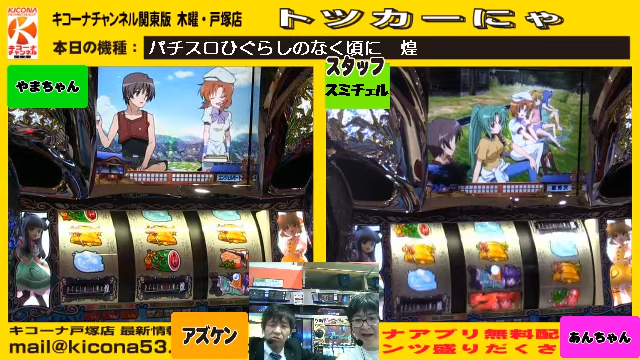 KICONA
キコーナ
チャンネル
キコーナチャンネル関東版 木曜・戸塚店
トツカーにゃ
本日の機種：
パチスロひぐらしのなく頃に 煌
やまちゃん
スタッフ
スミチェル
キコーナ戸塚店 最新情
mail@kicona53.
アズケン
ナアプリ無料配
ンツ盛りだくさ
あんちゃん